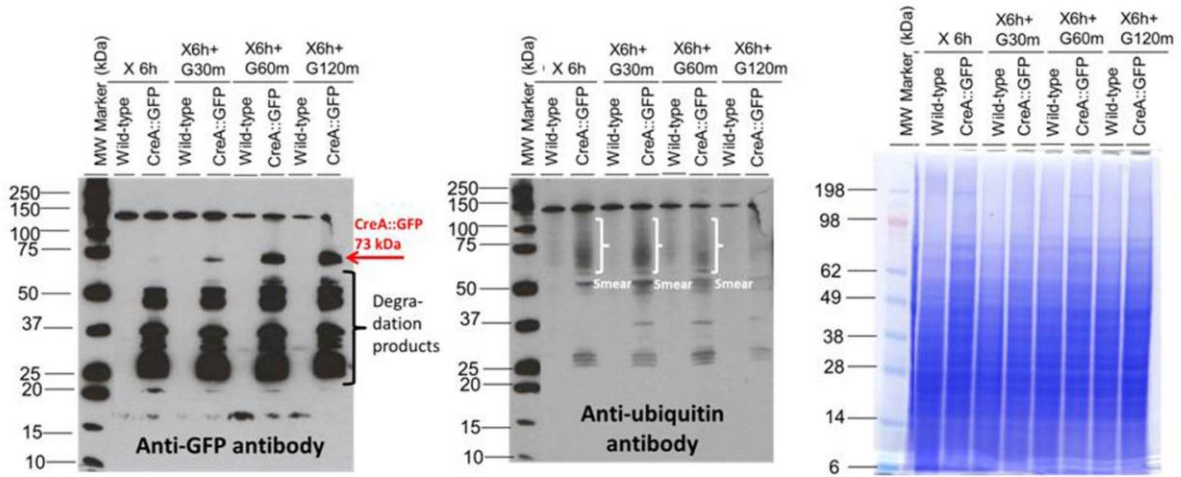 MW Marker (kDa)
X 6h
X6h+
G30m
X6h+
G60m
X6h+
G120m
Wild-type
CreA::GFP
Wild-type
CreA::GFP
Wild-type
CreA::GFP
Wild-type
CreA::GFP
250
150
100
75
50
37
25
20
15
10
CreA::GFP
73 kDa
Degra-
dation
products
Anti-GFP antibody
MW Marker (kDa)
X 6h
X6h+
G30m
X6h+
G60m
X6h+
G120m
Wild-type
CreA::GFP
Wild-type
CreA::GFP
Wild-type
CreA::GFP
Wild-type
CreA::GFP
250
150
100
75
50
37
25
20
15
10
Smear
Smear
Smear
Anti-ubiquitin
antibody
MW Marker (kDa)
X 6h
X6h+
G30m
X6h+
G60m
X6h+
G120m
Wild-type
CreA::GFP
Wild-type
CreA::GFP
Wild-type
CreA::GFP
Wild-type
CreA::GFP
198
98
62
49
38
28
14
6